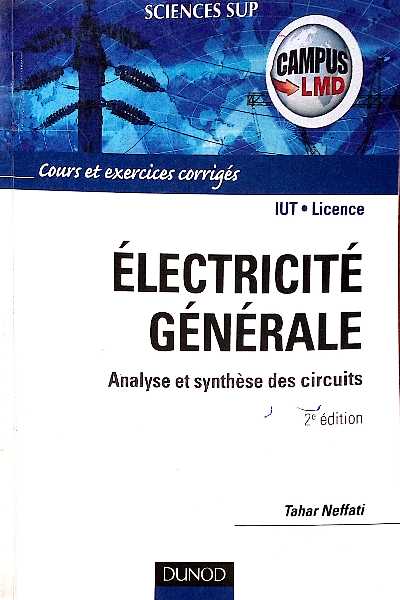 SCIENCES SUP
CAMPUS
LMD
Cours et exercices corrigés
IUT • Licence
ÉLECTRICITÉ
GÉNÉRALE
Analyse et synthèse des circuits
2e édition
Tahar Neffati
DUNOD